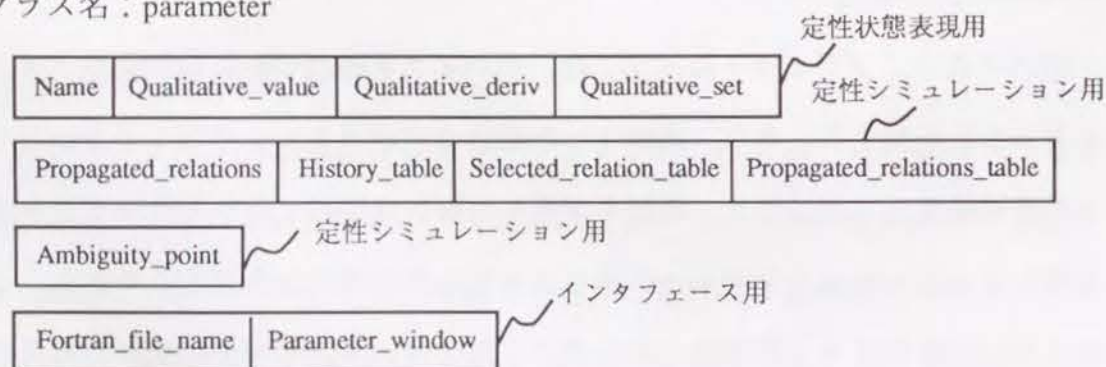 クラス名：parameter
定性状態表現用
Name Qualitative_value Qualitative_deriv Qualitative_set
定性シミュレーション用
Propagated_relations History_table Selected_relation_table Propagated_relations_table
定性シミュレーション用
Ambiguity_point
インタフェース用
Fortran_file_name Parameter_window